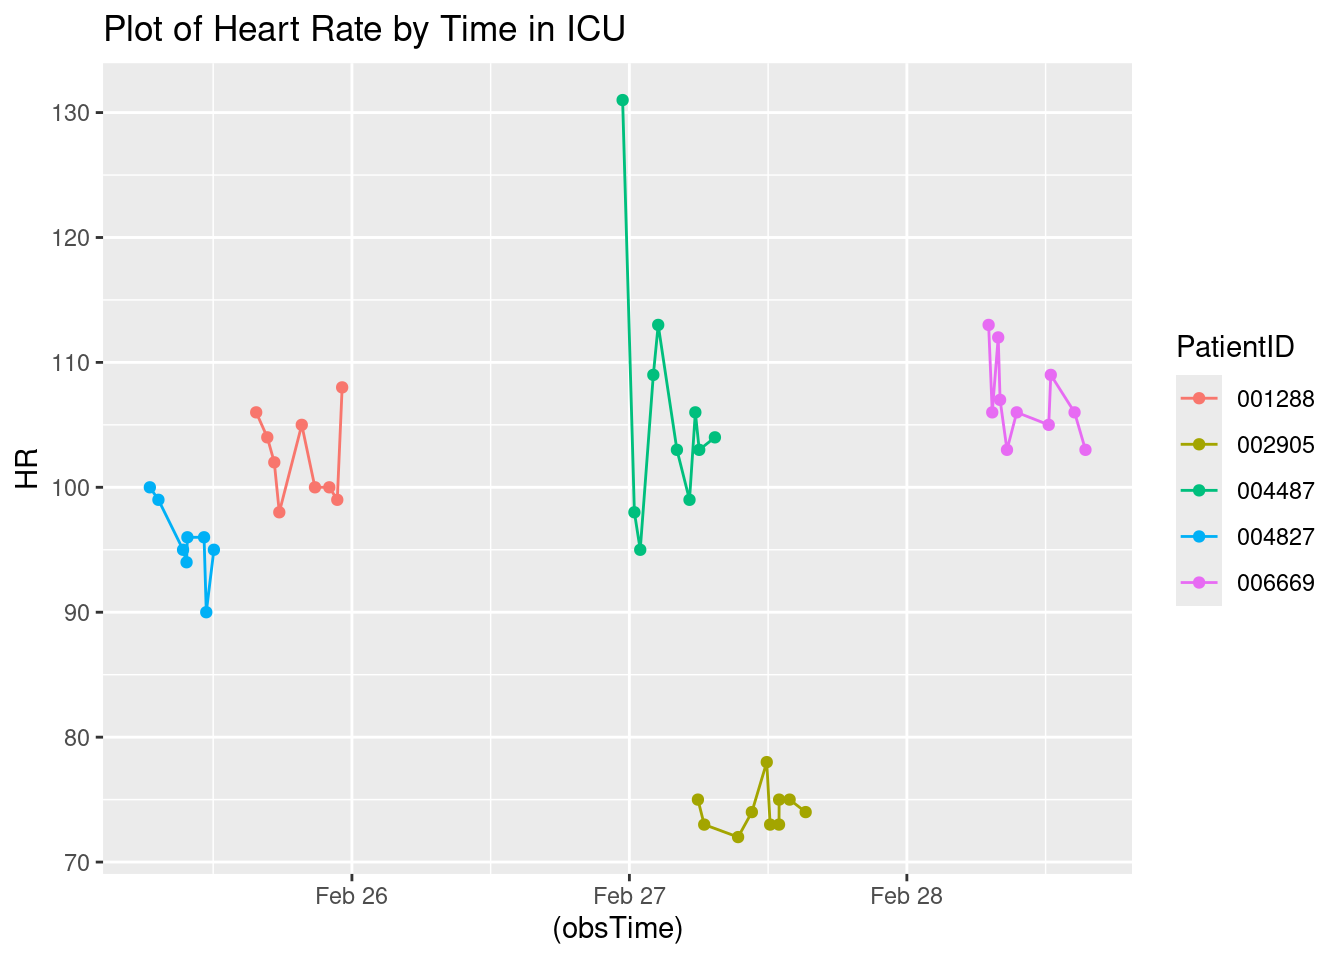 Plot of Heart Rate by Time in ICU
130
120
110
100
90
80
70
HR
Feb 26
Feb 27
Feb 28
(obsTime)
PatientID
001288
002905
004487
004827
006669